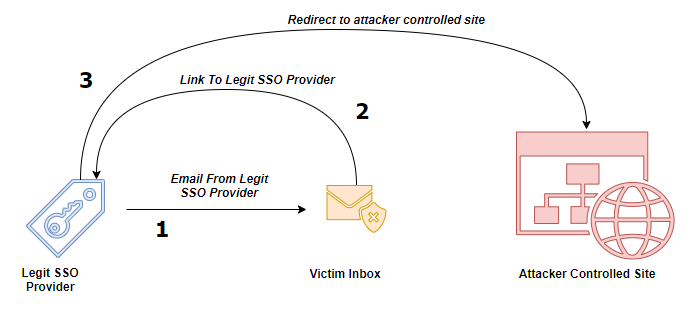 Redirect to attacker controlled site
3
Link To Legit SSO Provider
2
Email From Legit
SSO Provider
1
Legit SSO
Provider
Victim Inbox
Attacker Controlled Site